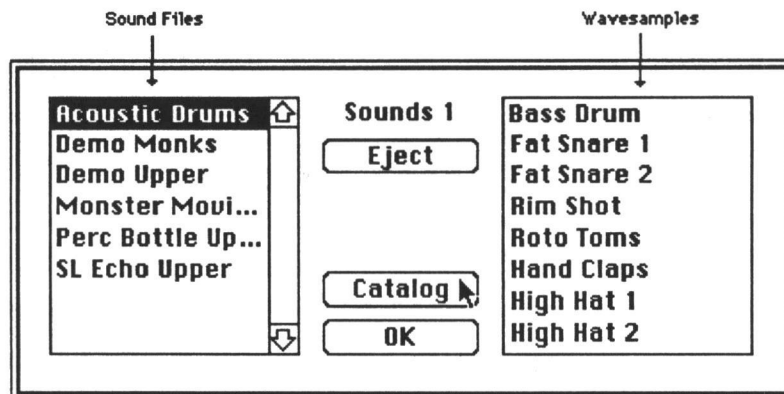 Sound Files
Wavesamples
Acoustic Drums
Demo Monks
Demo Upper
Monster Movi...
Perc Bottle Up...
SL Echo Upper
Sounds 1
Eject
Catalog
OK
Bass Drum
Fat Snare 1
Fat Snare 2
Rim Shot
Roto Toms
Hand Claps
High Hat 1
High Hat 2